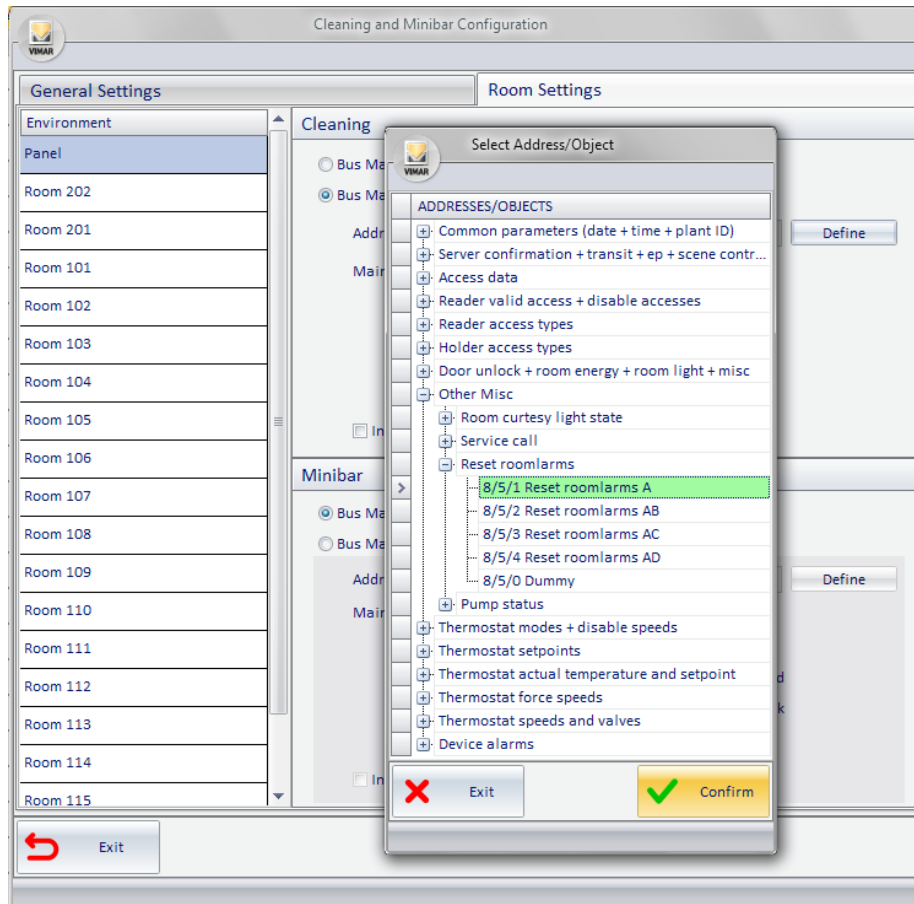 Cleaning and Minibar Configuration
VIMAR
General Settings
Room Settings
Environment
Panel
Room 202
Room 201
Room 101
Room 102
Room 103
Room 104
Room 105
Room 106
Room 107
Room 108
Room 109
Room 110
Room 111
Room 112
Room 113
Room 114
Room 115
Cleaning
Bus Ma
Bus Ma
Addr
Define
Main
In
Minibar
Bus Ma
Bus Ma
Addr
Define
Main
d
k
In
Select Address/Object
VIMAR
ADDRESSES/OBJECTS
Common parameters (date + time + plant ID)
Server confirmation + transit + ep + scene contr...
Access data
Reader valid access + disable accesses
Reader access types
Holder access types
Door unlock + room energy + room light + misc
Other Misc
Room curtesy light state
Service call
Reset roomlarms
8/5/1 Reset roomlarms A
8/5/2 Reset roomlarms AB
8/5/3 Reset roomlarms AC
8/5/4 Reset roomlarms AD
8/5/0 Dummy
Pump status
Thermostat modes + disable speeds
Thermostat setpoints
Thermostat actual temperature and setpoint
Thermostat force speeds
Thermostat speeds and valves
Device alarms
Exit
Confirm
Exit